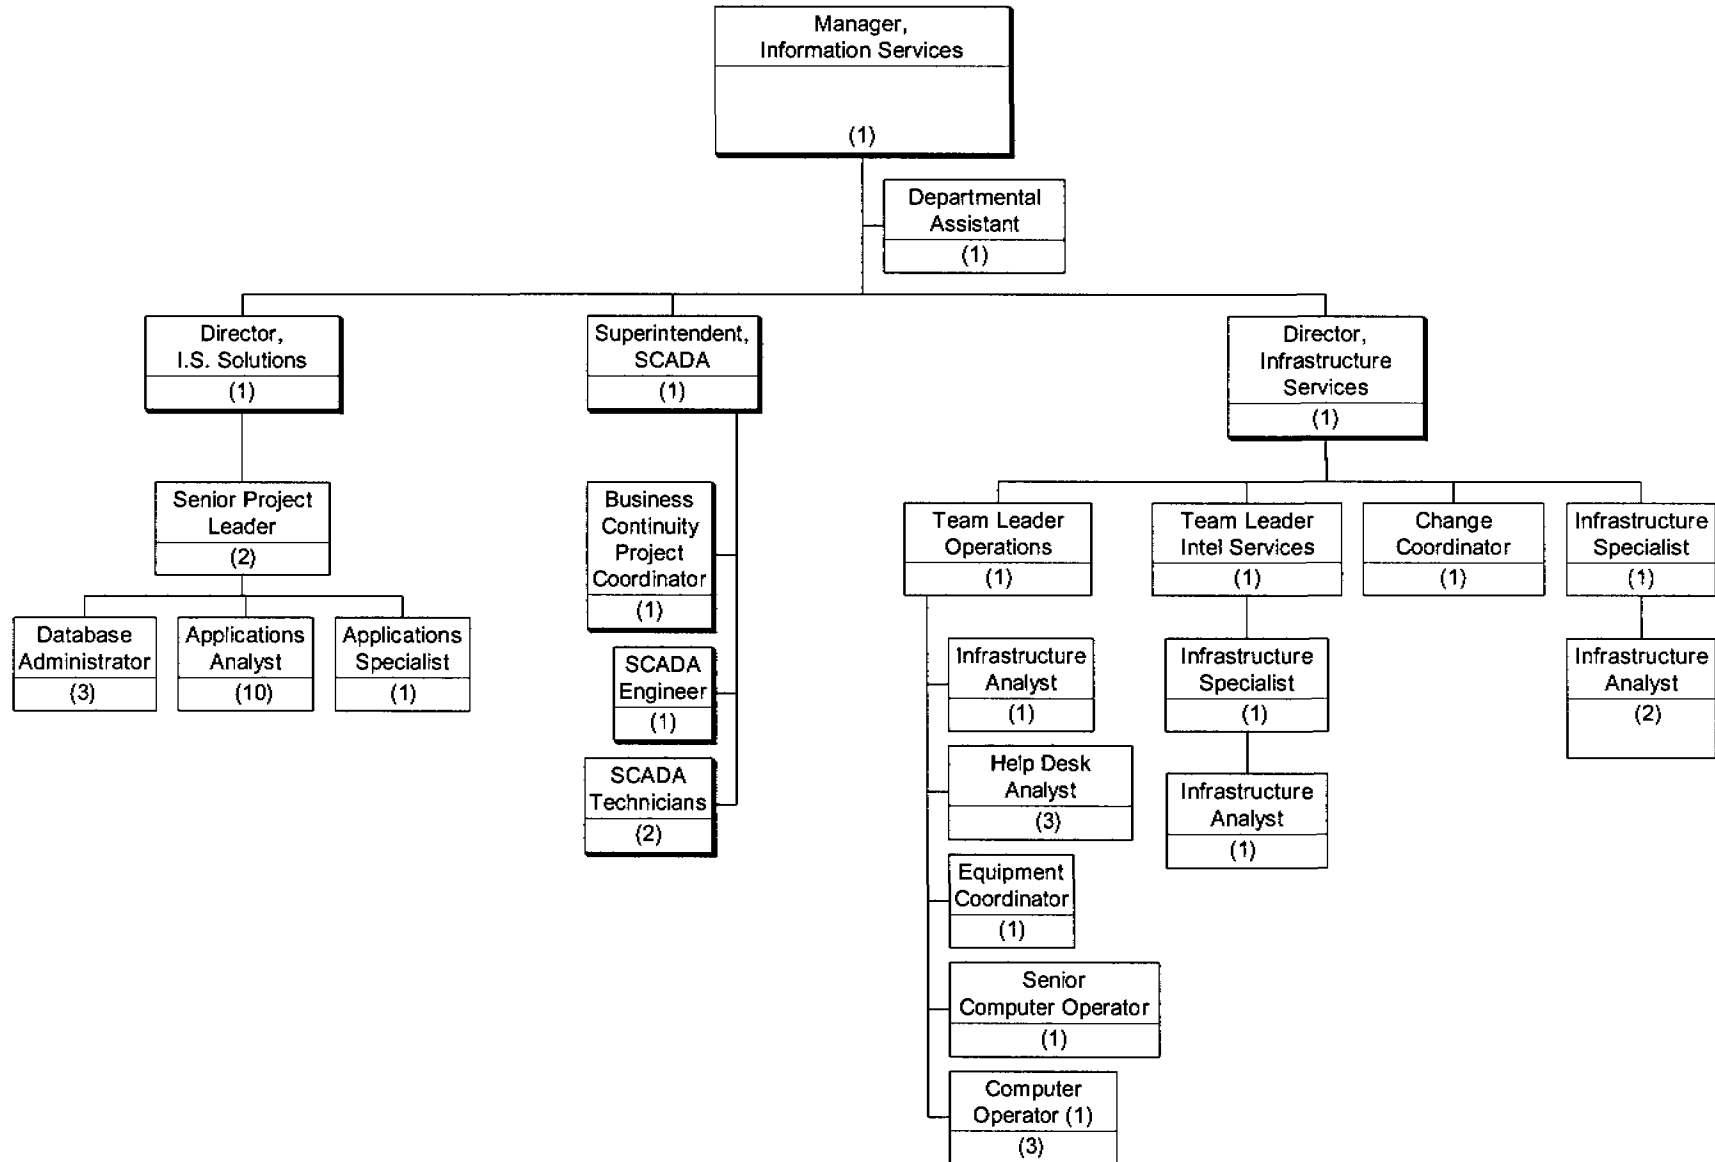 Manager,
Information Services
(1)
Departmental
Assistant
(1)
Director,
I.S. Solutions
(1)
Superintendent,
SCADA
(1)
Director,
Infrastructure
Services
(1)
Senior Project
Leader
(2)
Database
Administrator
(3)
Applications
Analyst
(10)
Applications
Specialist
(1)
Business
Continuity
Project
Coordinator
(1)
SCADA
Engineer
(1)
SCADA
Technicians
(2)
Team Leader
Operations
(1)
Infrastructure
Analyst
(1)
Help Desk
Analyst
(3)
Equipment
Coordinator
(1)
Senior
Computer Operator
(1)
Computer
Operator (1)
(3)
Team Leader
Intel Services
(1)
Infrastructure
Specialist
(1)
Infrastructure
Analyst
(1)
Change
Coordinator
(1)
Infrastructure
Specialist
(1)
Infrastructure
Analyst
(2)